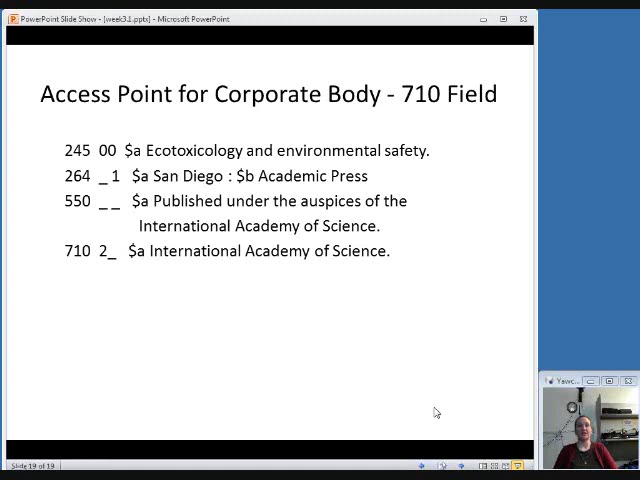 PowerPoint Slide Show - [week3.1.pptx] - Microsoft PowerPoint
Access Point for Corporate Body - 710 Field
245 00 $a Ecotoxicology and environmental safety.
264 _ 1 $a San Diego : $b Academic Press
550 _ _ $a Published under the auspices of the
International Academy of Science.
710 2_ $a International Academy of Science.
Yawc...
Slide 19 of 19